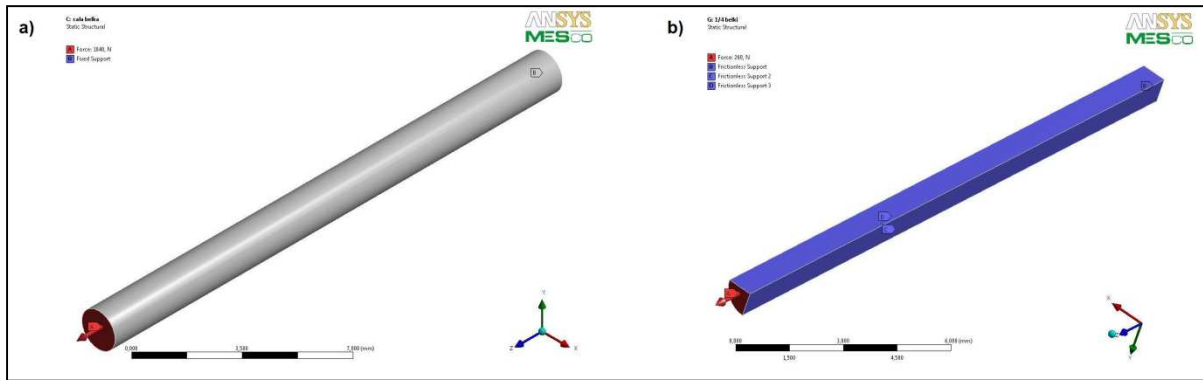 a)
C: cała belka
Static Structural
A Force: 1040, N
B Fixed Support
ANSYS
MESco
B
A
0,000 3,500 7,000 (mm)
Y
Z
X
b)
G: 1/4 belki
Static Structural
A Force: 260, N
B Frictionless Support
C Frictionless Support 2
D Frictionless Support 3
ANSYS
MESco
C
0,000 3,000 6,000 (mm)
1,500 4,500
X
Z
Y